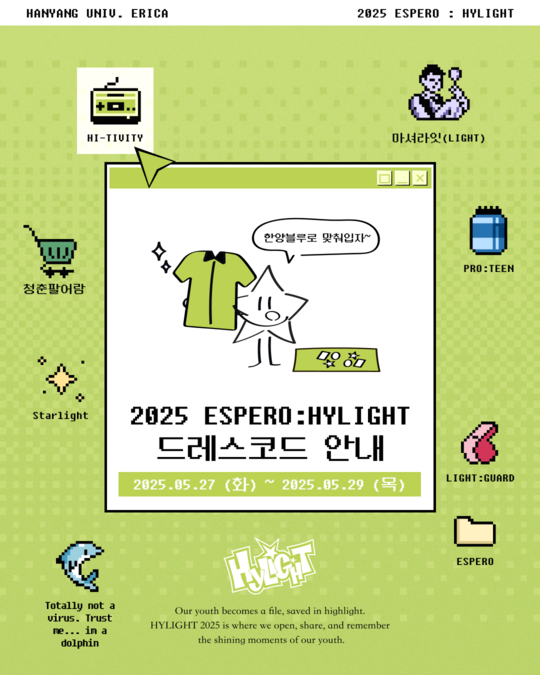 HANYANG UNIV. ERICA
2025 ESPERO : HYLIGHT
HI-TIVITY
마셔라잇(LIGHT)
한양블루로 맞춰입자~
청춘팔어람
PRO:TEEN
Starlight
2025 ESPERO:HYLIGHT
드레스코드 안내
2025.05.27 (화) ~ 2025.05.29 (목)
LIGHT:GUARD
ESPERO
HYLIGHT
Totally not a
virus. Trust
me... im a
dolphin
Our youth becomes a file, saved in highlight.
HYLIGHT 2025 is where we open, share, and remember
the shining moments of our youth.